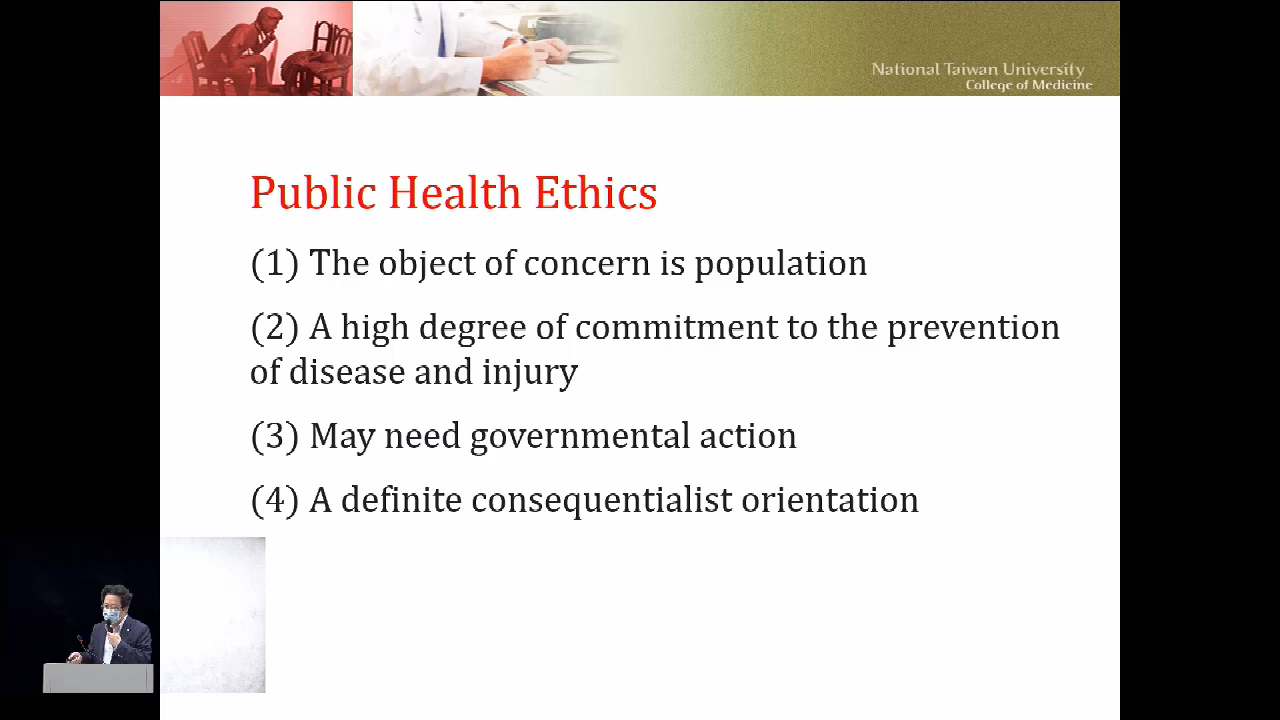 National Taiwan University
College of Medicine
Public Health Ethics
(1) The object of concern is population
(2) A high degree of commitment to the prevention
of disease and injury
(3) May need governmental action
(4) A definite consequentialist orientation